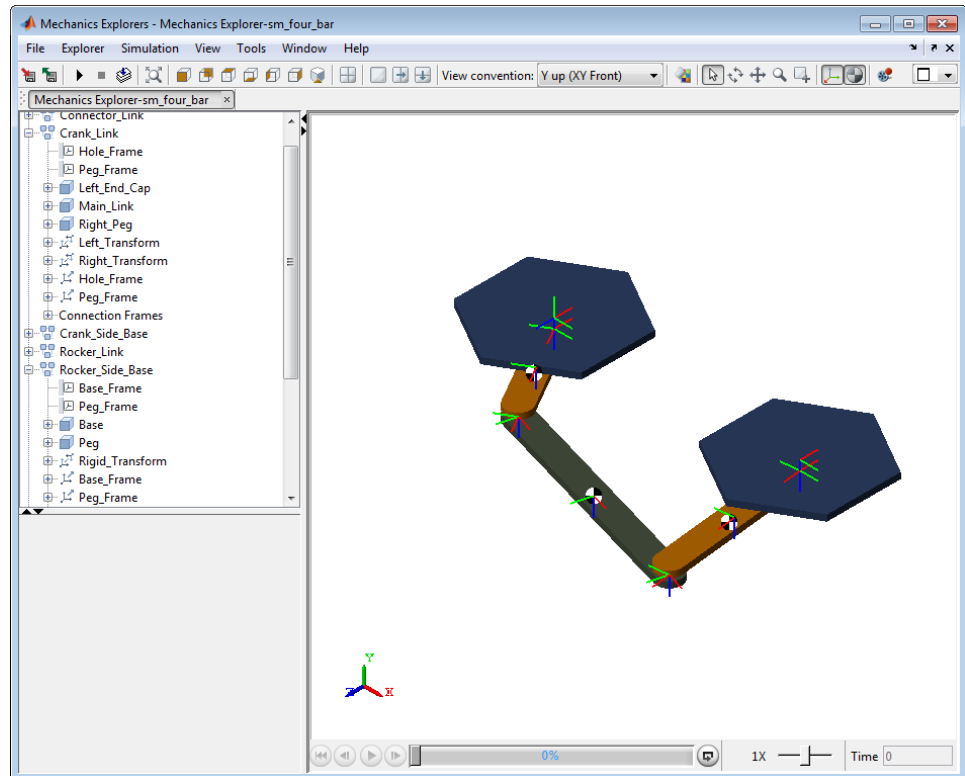 Mechanics Explorers - Mechanics Explorer-sm_four_bar
File Explorer Simulation View Tools Window Help
View convention: Y up (XY Front)
Mechanics Explorer-sm_four_bar ×
Connector_Link
Crank_Link
Hole_Frame
Peg_Frame
Left_End_Cap
Main_Link
Right_Peg
Left_Transform
Right_Transform
Hole_Frame
Peg_Frame
Connection Frames
Crank_Side_Base
Rocker_Link
Rocker_Side_Base
Base_Frame
Peg_Frame
Base
Peg
Rigid_Transform
Base_Frame
Peg_Frame
Y
Z X
0% 1X Time 0